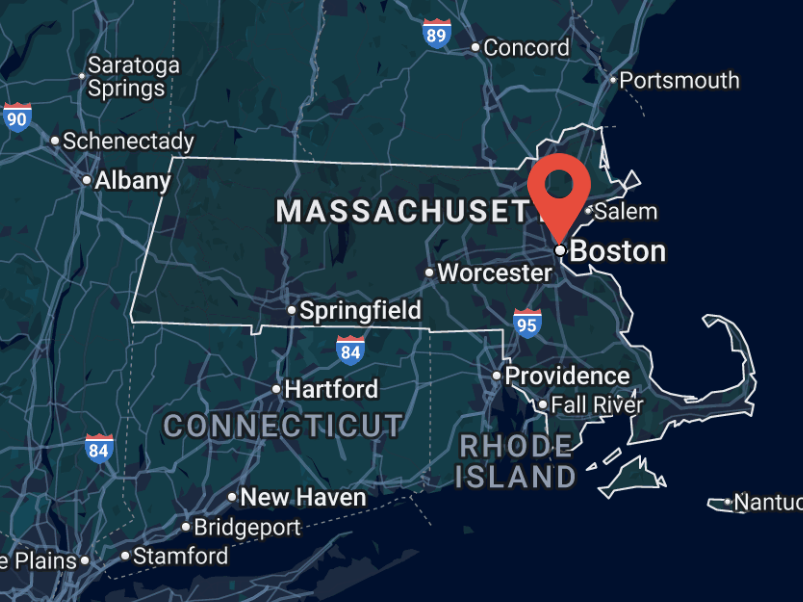 89
Concord
Saratoga
Springs
Portsmouth
90
Schenectady
Albany
MASSACHUSET
Salem
Boston
Worcester
Springfield
95
84
Providence
Hartford
Fall River
CONNECTICUT
RHODE
ISLAND
84
New Haven
Nantuc
Bridgeport
Stamford
e Plains